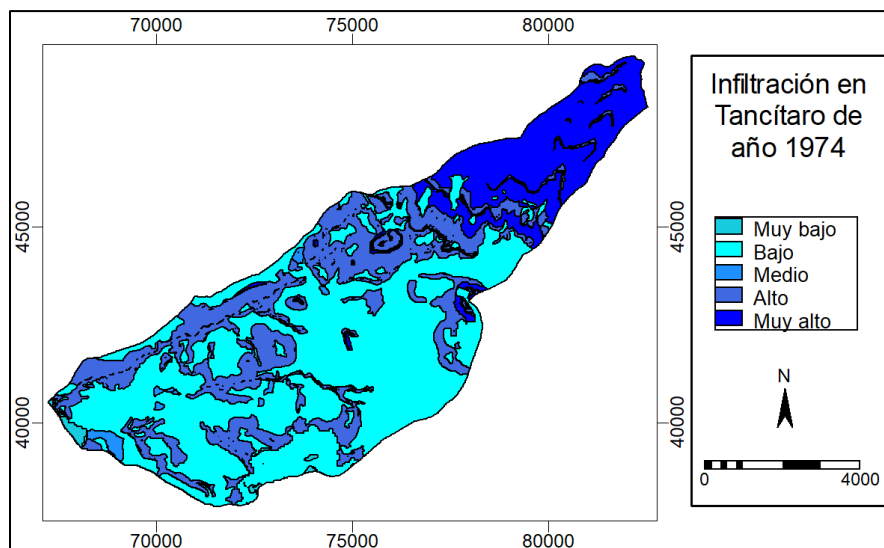 70000 75000 80000
45000
40000
45000
40000
70000 75000 80000
Infiltración en
Tancítaro de
año 1974
Muy bajo
Bajo
Medio
Alto
Muy alto
N
0 4000